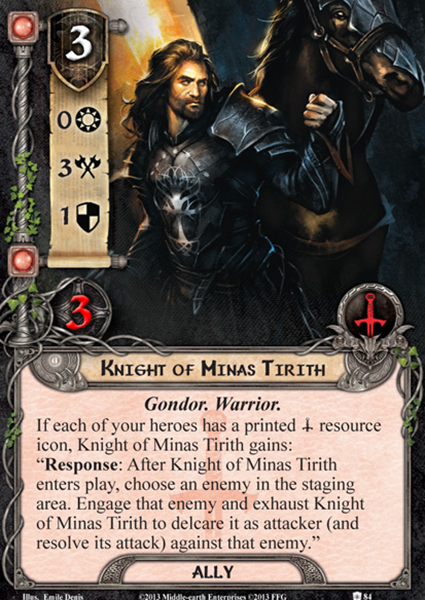 3
0
3
1
3
Knight of Minas Tirith
Gondor. Warrior.
If each of your heroes has a printed resource
icon, Knight of Minas Tirith gains:
“Response: After Knight of Minas Tirith
enters play, choose an enemy in the staging
area. Engage that enemy and exhaust Knight
of Minas Tirith to delcare it as attacker (and
resolve its attack) against that enemy.”
ALLY
Illus. Emile Denis ©2013 Middle-earth Enterprises ©2013 FFG 84